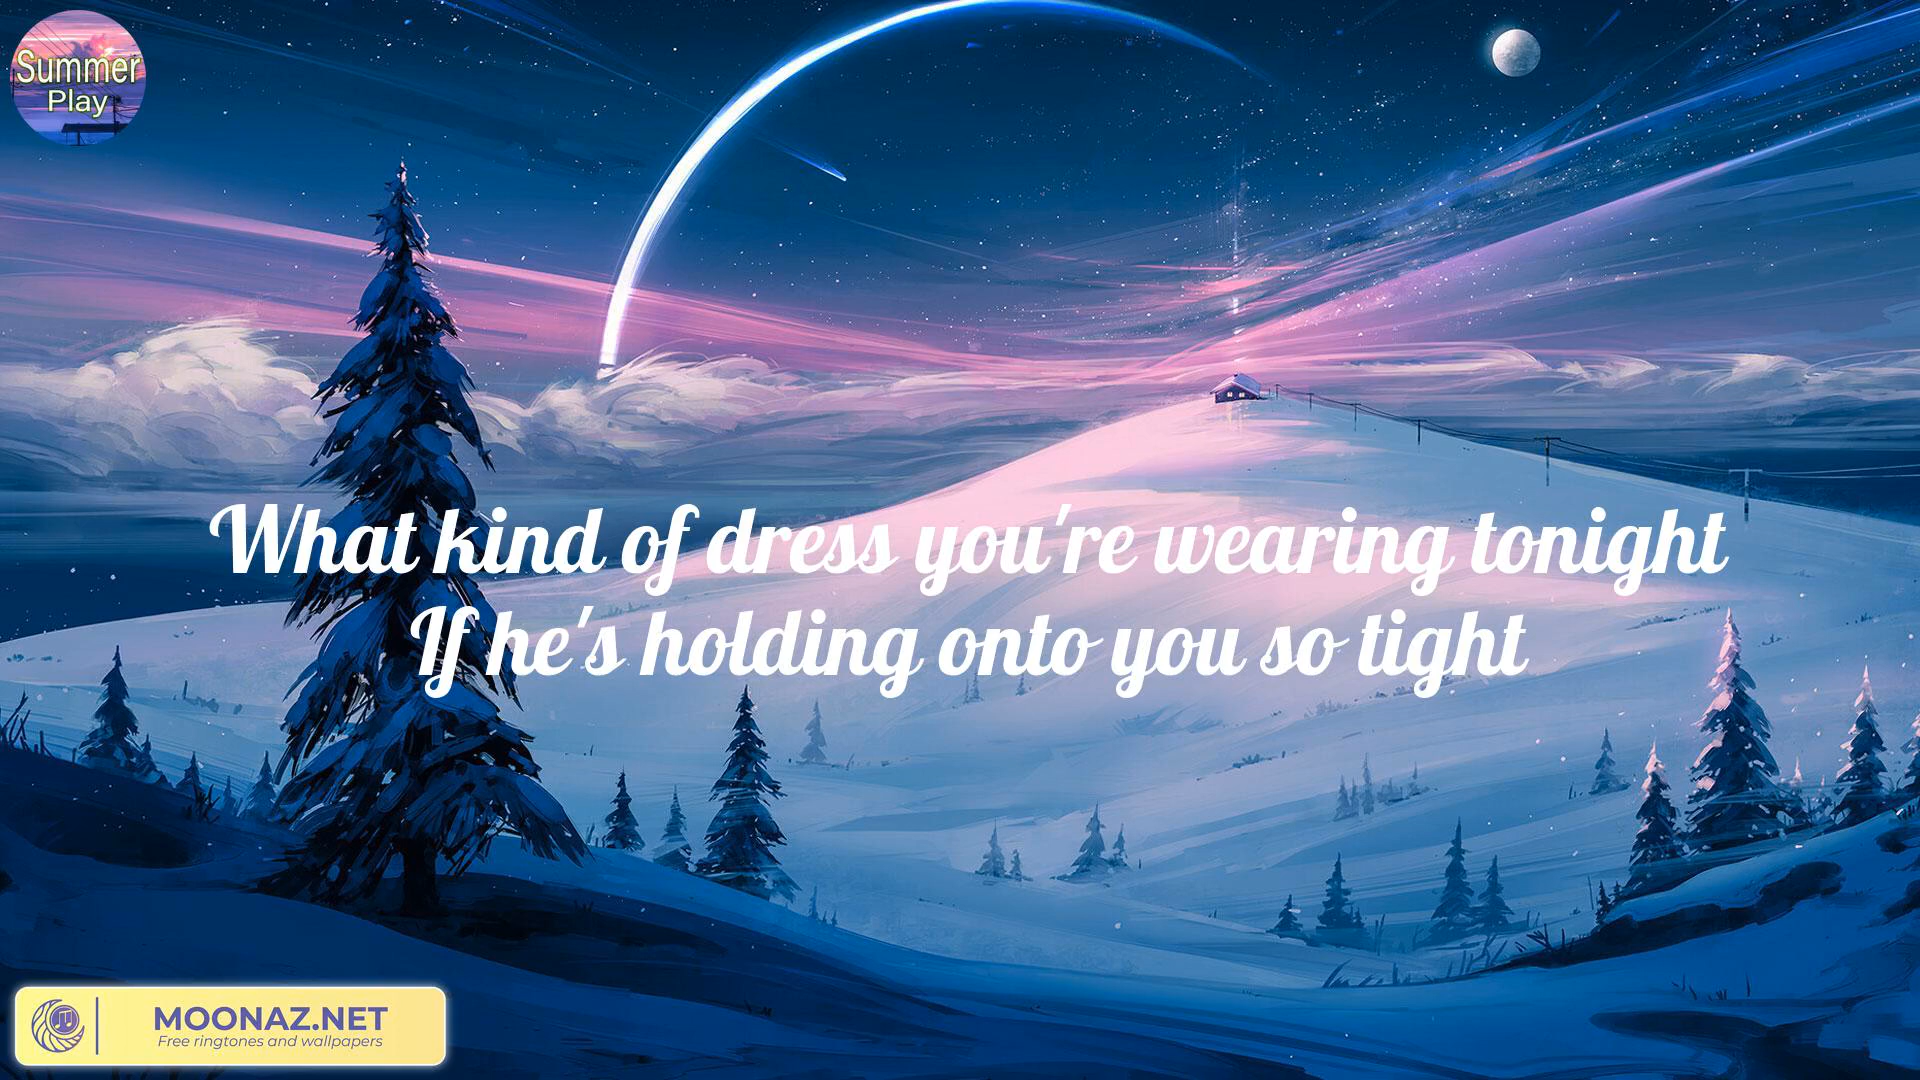 Summer
Play
What kind of dress you're wearing tonight
If he's holding onto you so tight
MOONAZ.NET
Free ringtones and wallpapers